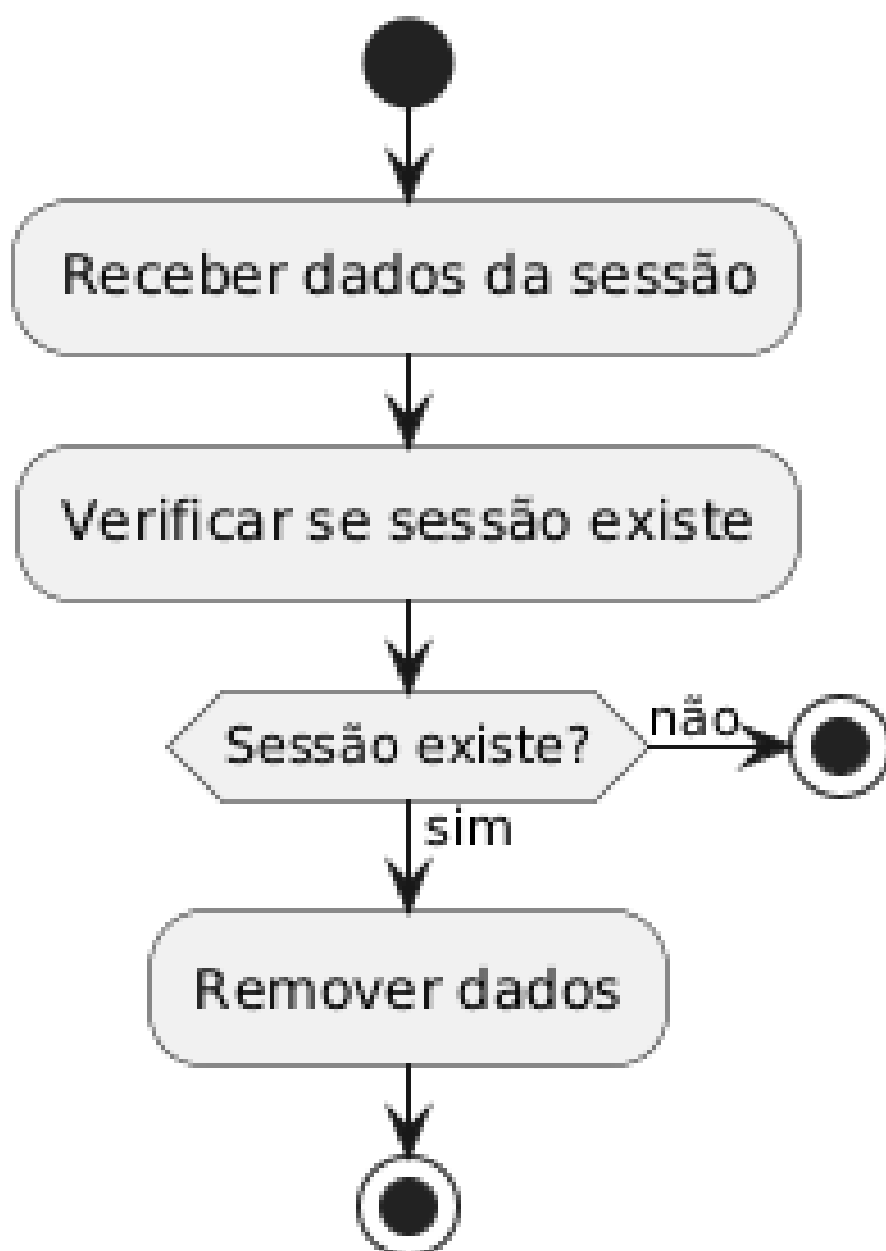 Receber dados da sessão
Verificar se sessão existe
Sessão existe?
não
sim
Remover dados